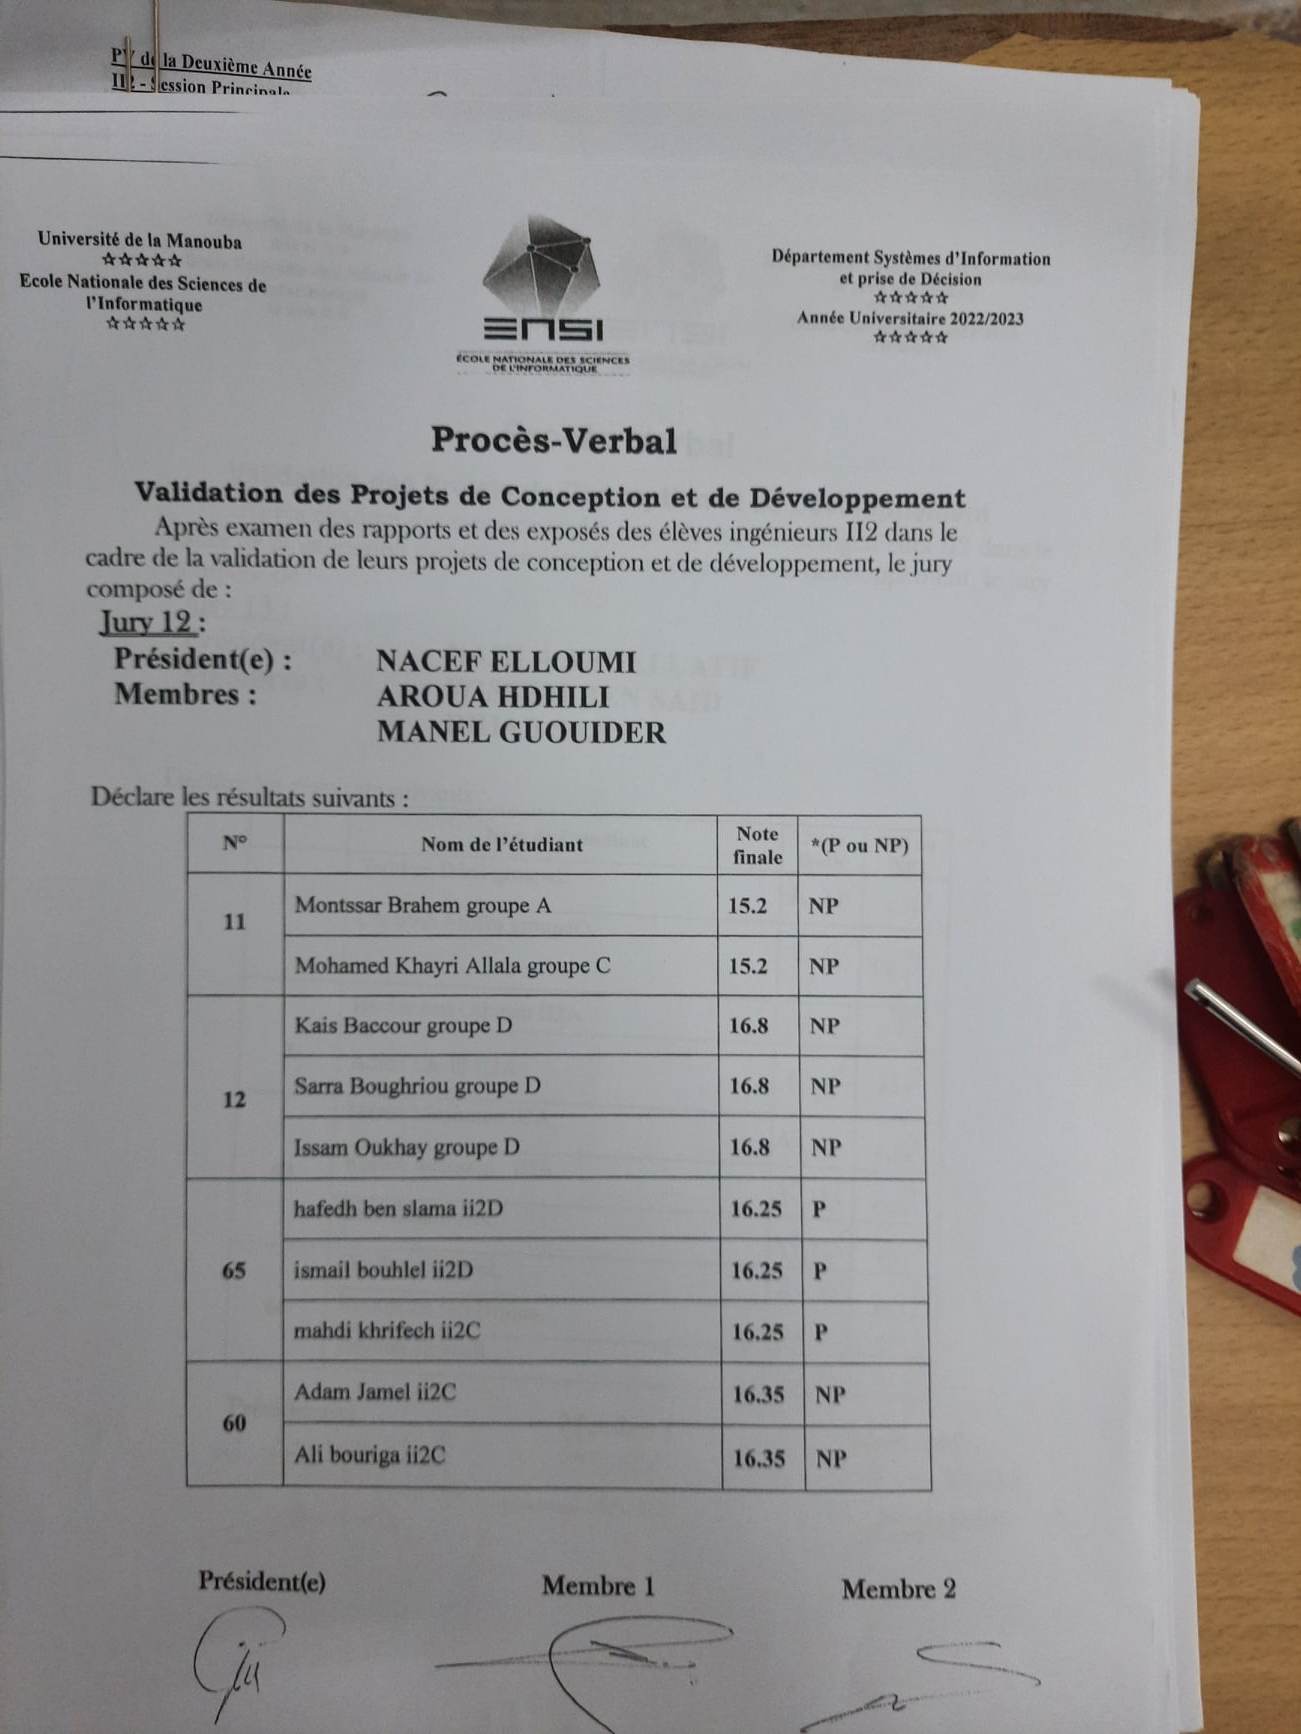 PV de la Deuxième Année
II2 - Session Principale
Université de la Manouba
☆☆☆☆☆
Ecole Nationale des Sciences de
l'Informatique
☆☆☆☆☆
ENSI
ÉCOLE NATIONALE DES SCIENCES
DE L'INFORMATIQUE
Département Systèmes d'Information
et prise de Décision
☆☆☆☆☆
Année Universitaire 2022/2023
☆☆☆☆☆
Procès-Verbal
Validation des Projets de Conception et de Développement
Après examen des rapports et des exposés des élèves ingénieurs II2 dans le
cadre de la validation de leurs projets de conception et de développement, le jury
composé de :
Jury 12 :
Président(e) : NACEF ELLOUMI
Membres : AROUA HDHILI
MANEL GUOUIDER
Déclare les résultats suivants :
N° Nom de l'étudiant Note finale *(P ou NP)
11 Montssar Brahem groupe A 15.2 NP
Mohamed Khayri Allala groupe C 15.2 NP
12 Kais Baccour groupe D 16.8 NP
Sarra Boughriou groupe D 16.8 NP
Issam Oukhay groupe D 16.8 NP
65 hafedh ben slama ii2D 16.25 P
ismail bouhlel ii2D 16.25 P
mahdi khrifech ii2C 16.25 P
60 Adam Jamel ii2C 16.35 NP
Ali bouriga ii2C 16.35 NP
Président(e) Membre 1 Membre 2